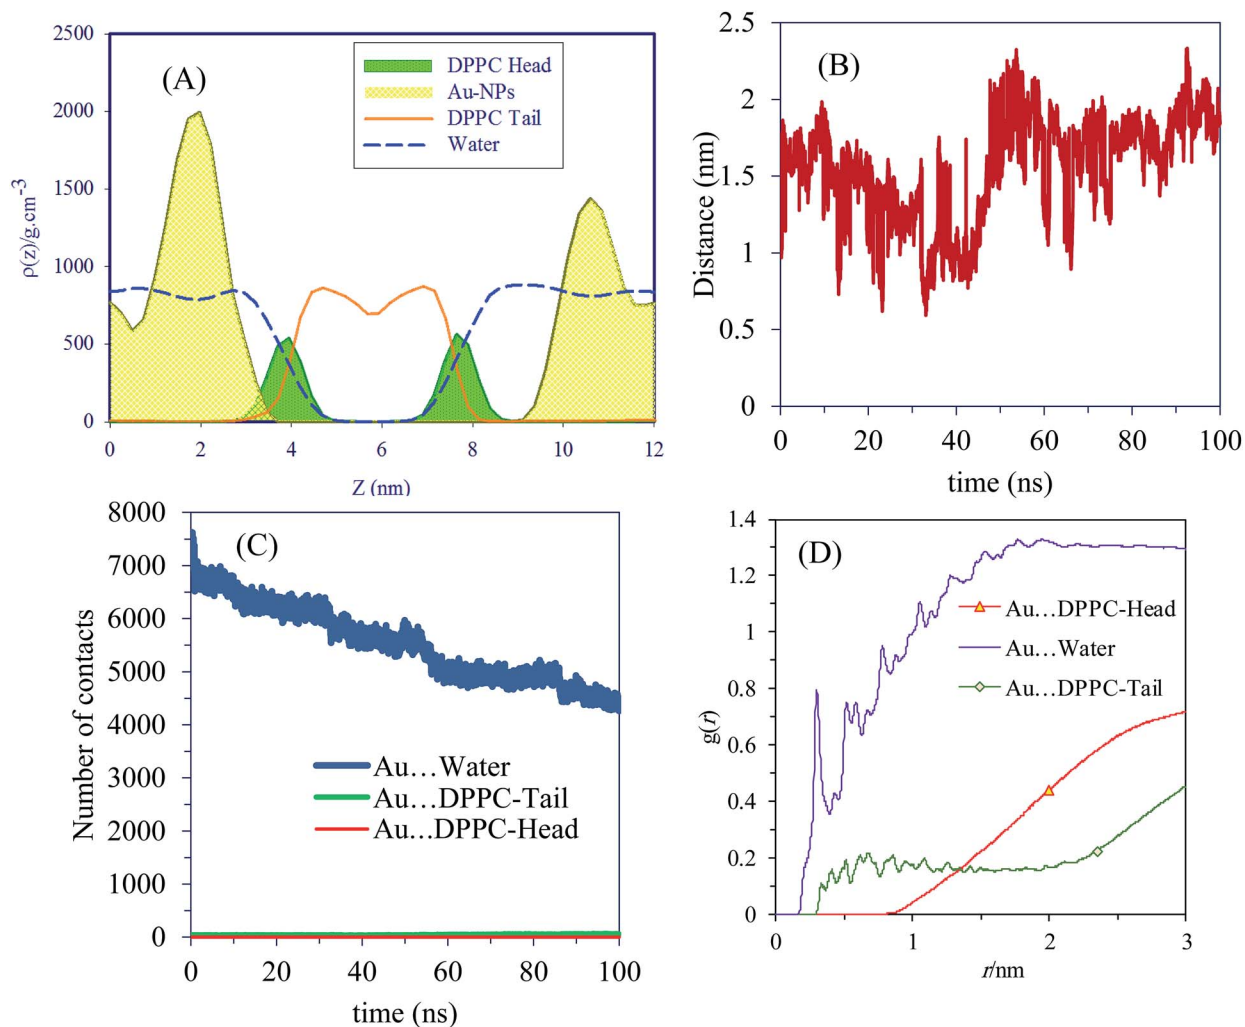 (A)
2500
2000
1500
1000
500
0
ρ(z)/g.cm-3
DPPC Head
Au-NPs
DPPC Tail
Water
0 2 4 6 8 10 12
Z (nm)
(B)
2.5
2
1.5
1
0.5
0
Distance (nm)
0 20 40 60 80 100
time (ns)
(C)
8000
7000
6000
5000
4000
3000
2000
1000
0
Number of contacts
Au…Water
Au…DPPC-Tail
Au…DPPC-Head
0 20 40 60 80 100
time (ns)
(D)
1.4
1.2
1
0.8
0.6
0.4
0.2
0
g(r)
Au…DPPC-Head
Au…Water
Au…DPPC-Tail
0 1 2 3
r/nm